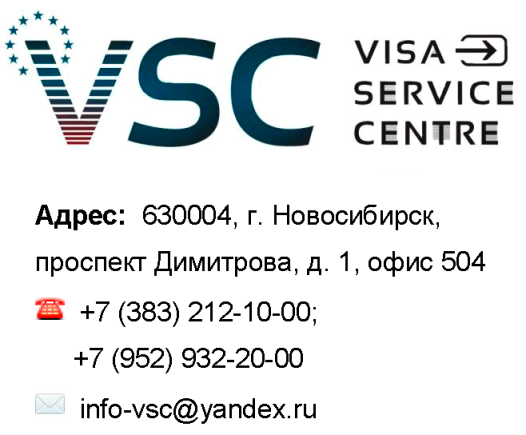 VSC VISA
SERVICE
CENTRE
Адрес: 630004, г. Новосибирск,
проспект Димитрова, д. 1, офис 504
+7 (383) 212-10-00;
+7 (952) 932-20-00
info-vsc@yandex.ru